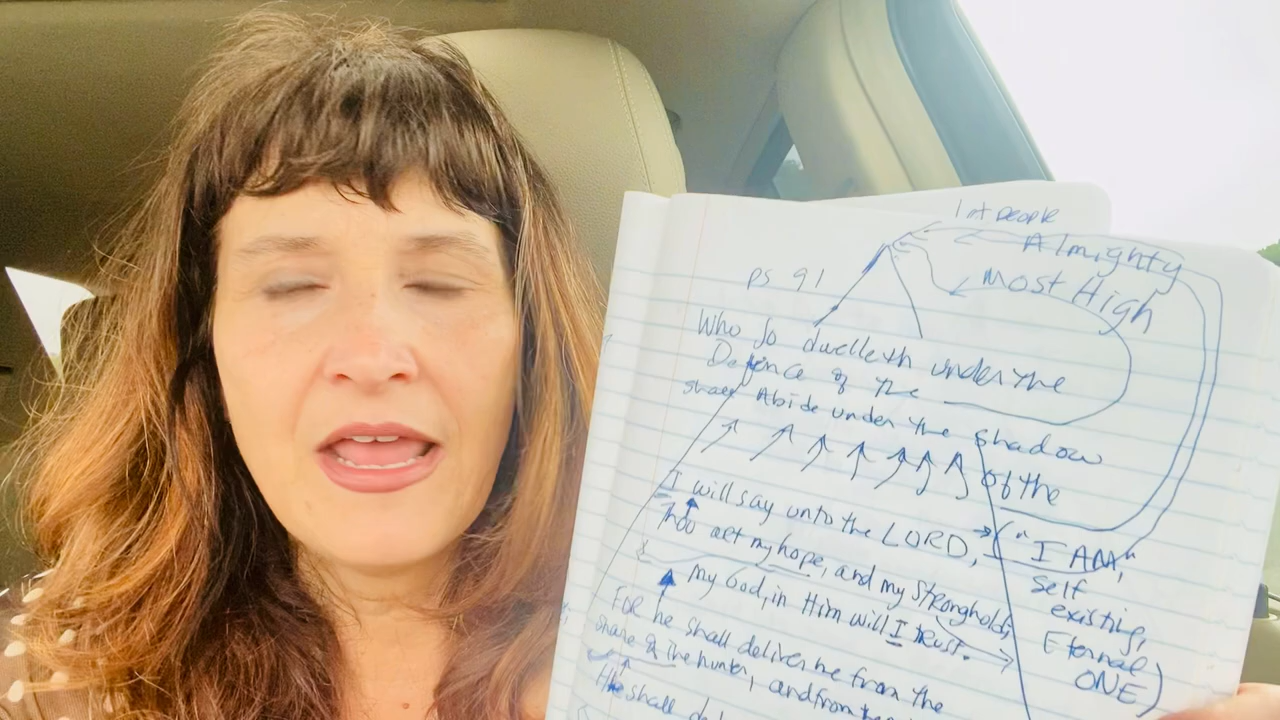 1st People
Almighty
Most High
Ps 91
Who So dwelleth under the
Defence of the
shall Abide under the shadow
of the
I will say unto the LORD,
("I AM,"
self
existing,
Eternal
ONE)
Thou art my hope, and my Stronghold,
my God, in Him will I trust.
FOR he shall deliver me from the
snare of the hunter, and from the
He shall